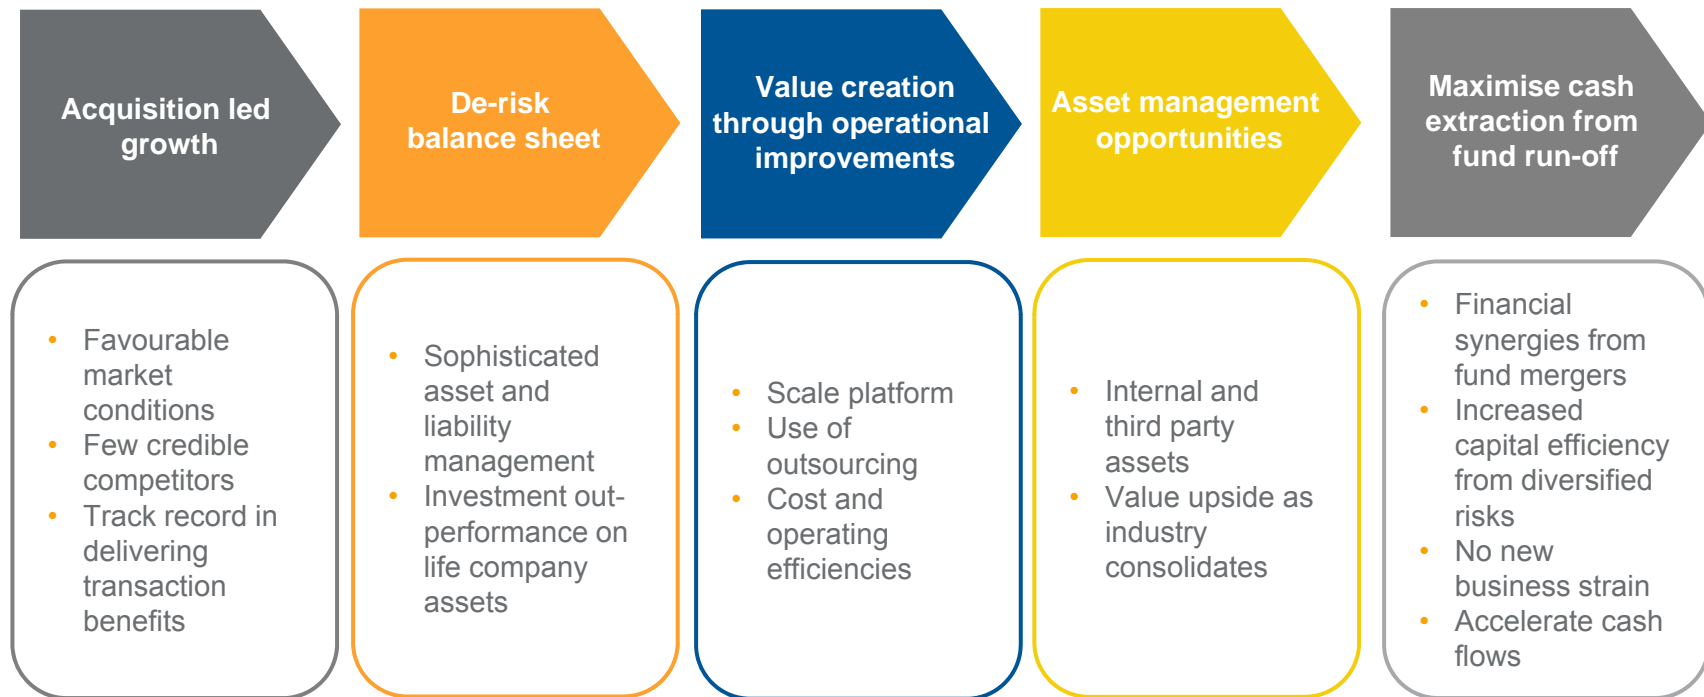 Acquisition led
growth
De-risk
balance sheet
Value creation
through operational
improvements
Asset management
opportunities
Maximise cash
extraction from
fund run-off
• Favourable
market
conditions
• Few credible
competitors
• Track record in
delivering
transaction
benefits
• Sophisticated
asset and
liability
management
• Investment out-
performance on
life company
assets
• Scale platform
• Use of
outsourcing
• Cost and
operating
efficiencies
• Internal and
third party
assets
• Value upside as
industry
consolidates
• Financial
synergies from
fund mergers
• Increased
capital efficiency
from diversified
risks
• No new
business strain
• Accelerate cash
flows